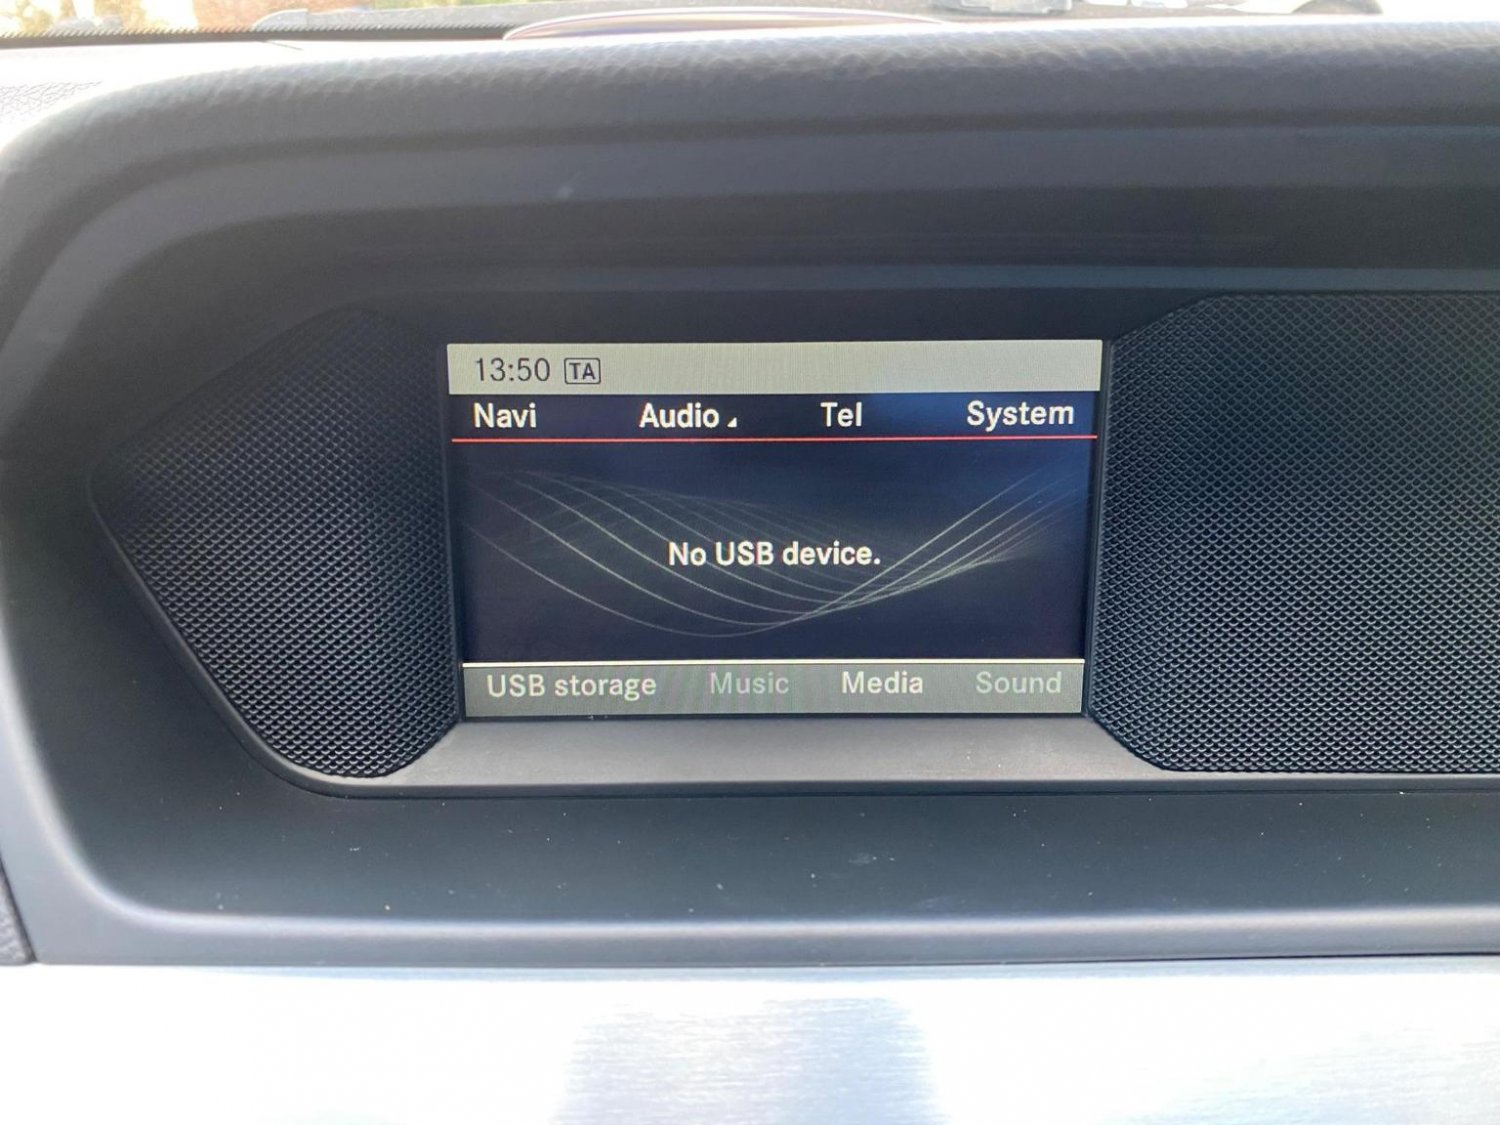 13:50 TA
Navi Audio Tel System
No USB device.
USB storage Music Media Sound